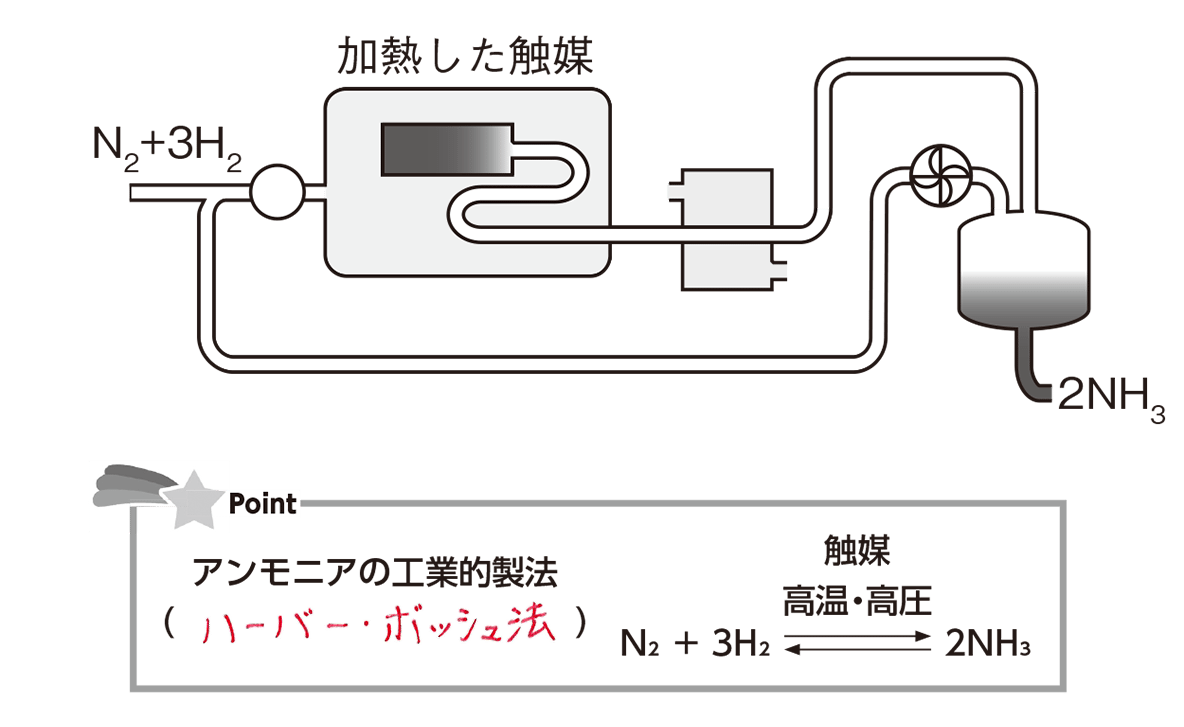 加熱した触媒
N₂+3H₂
2NH₃
Point
アンモニアの工業的製法
(ハーバー・ボッシュ法)
触媒
高温・高圧
N₂ + 3H₂ ⇄ 2NH₃